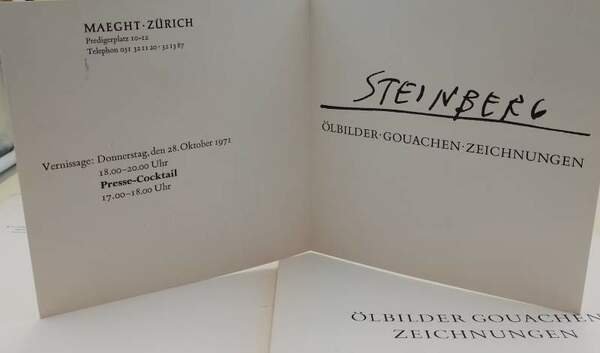 MAEGHT·ZÜRICH
Predigerplatz 10–12
Telephon 051 32 11 20 · 32 13 87
Vernissage: Donnerstag, den 28. Oktober 1971
18.00–20.00 Uhr
Presse-Cocktail
17.00–18.00 Uhr
STEINBERG
ÖLBILDER·GOUACHEN·ZEICHNUNGEN
ÖLBILDER GOUACHEN
ZEICHNUNGEN